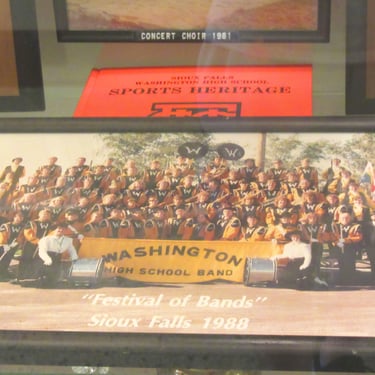 CONCERT CHOIR 1981
SIOUX FALLS
WASHINGTON HIGH SCHOOL
SPORTS HERITAGE
W W
WASHINGTON
HIGH SCHOOL BAND
"Festival of Bands"
Sioux Falls 1988